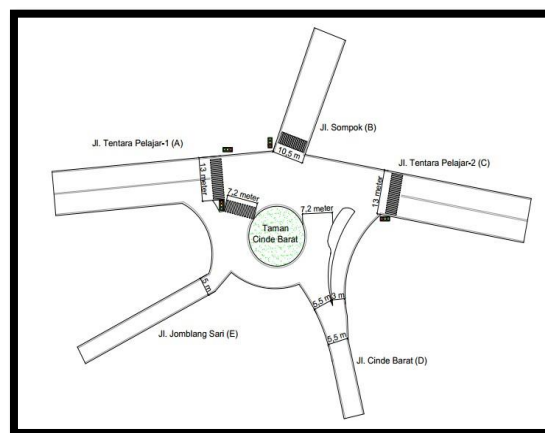 Jl. Sompok (B)
10,5 m
Jl. Tentara Pelajar-1 (A)
13 meter
7,2 meter
Jl. Tentara Pelajar-2 (C)
13 meter
7,2 meter
Taman
Cinde Barat
5 m
Jl. Jomblang Sari (E)
5,5 m
3 m
5,5 m
Jl. Cinde Barat (D)